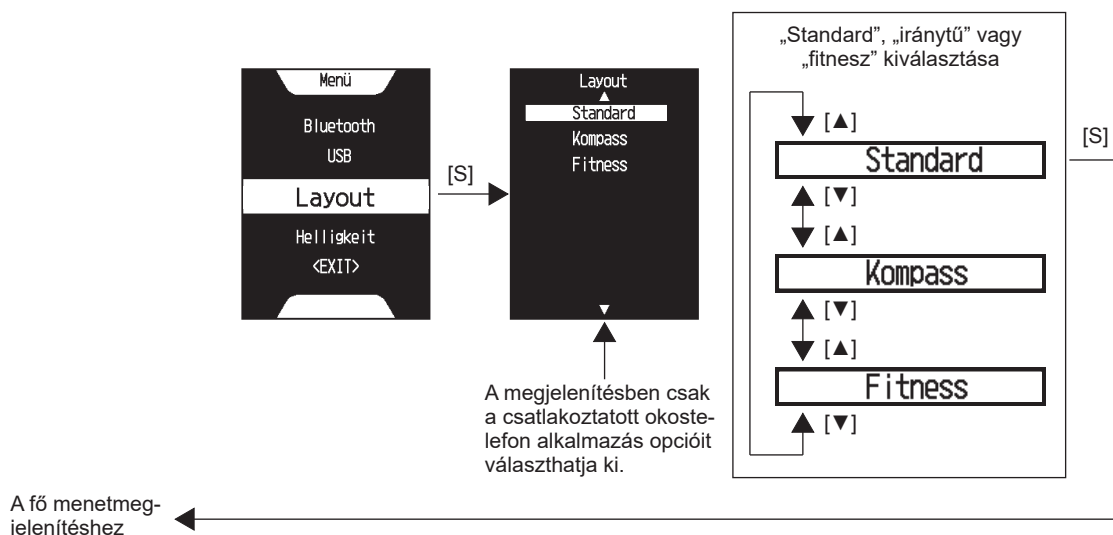 „Standard”, „iránytű” vagy
„fitnesz” kiválasztása
Menü
Bluetooth
USB
Layout
Helligkeit
<EXIT>
[S]
Layout
▲
Standard
Kompass
Fitness
▼
A megjelenítésben csak
a csatlakoztatott okoste-
lefon alkalmazás opcióit
választhatja ki.
[▲]
Standard
[▼]
[▲]
Kompass
[▼]
[▲]
Fitness
[▼]
[S]
A fő menetmeg-
jelenítéshez